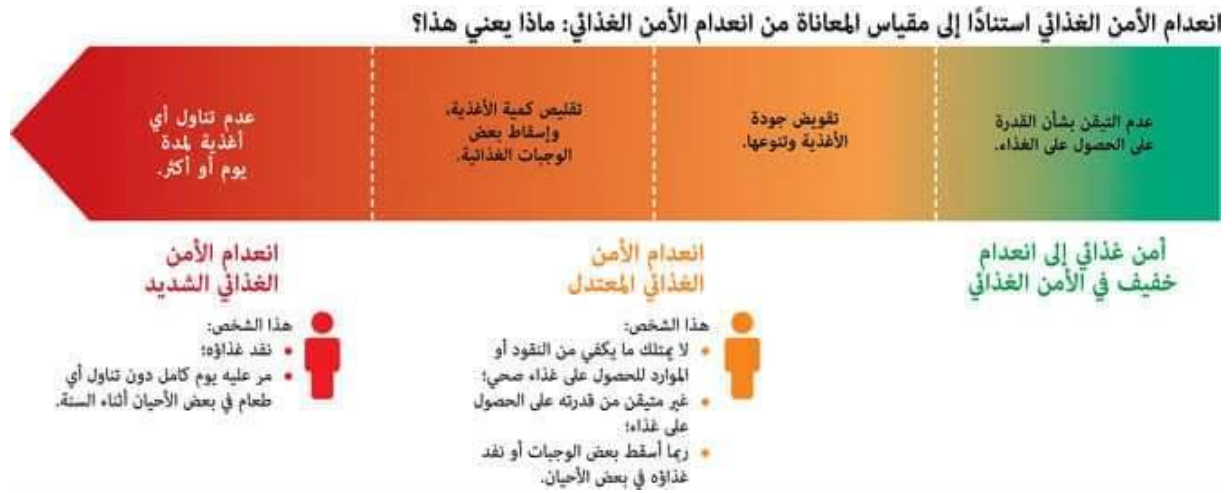 انعدام الأمن الغذائي استنادًا إلى مقياس المعاناة من انعدام الأمن الغذائي: ماذا يعني هذا؟
عدم التيقن بشأن القدرة
على الحصول على الغذاء.
تقويض جودة
الأغذية وتنوعها.
تقليص كمية الأغذية،
وإسقاط بعض
الوجبات الغذائية.
عدم تناول أي
أغذية لمدة
يوم أو أكثر.
أمن غذائي إلى انعدام
خفيف في الأمن الغذائي
انعدام الأمن
الغذائي المعتدل
هذا الشخص:
• لا يمتلك ما يكفي من النقود أو
الموارد للحصول على غذاء صحي؛
• غير متيقن من قدرته على الحصول
على غذاء؛
• ربما أسقط بعض الوجبات أو نفد
غذاؤه في بعض الأحيان.
انعدام الأمن
الغذائي الشديد
هذا الشخص:
• نقد غذاؤه؛
• مر عليه يوم كامل دون تناول أي
طعام في بعض الأحيان أثناء السنة.